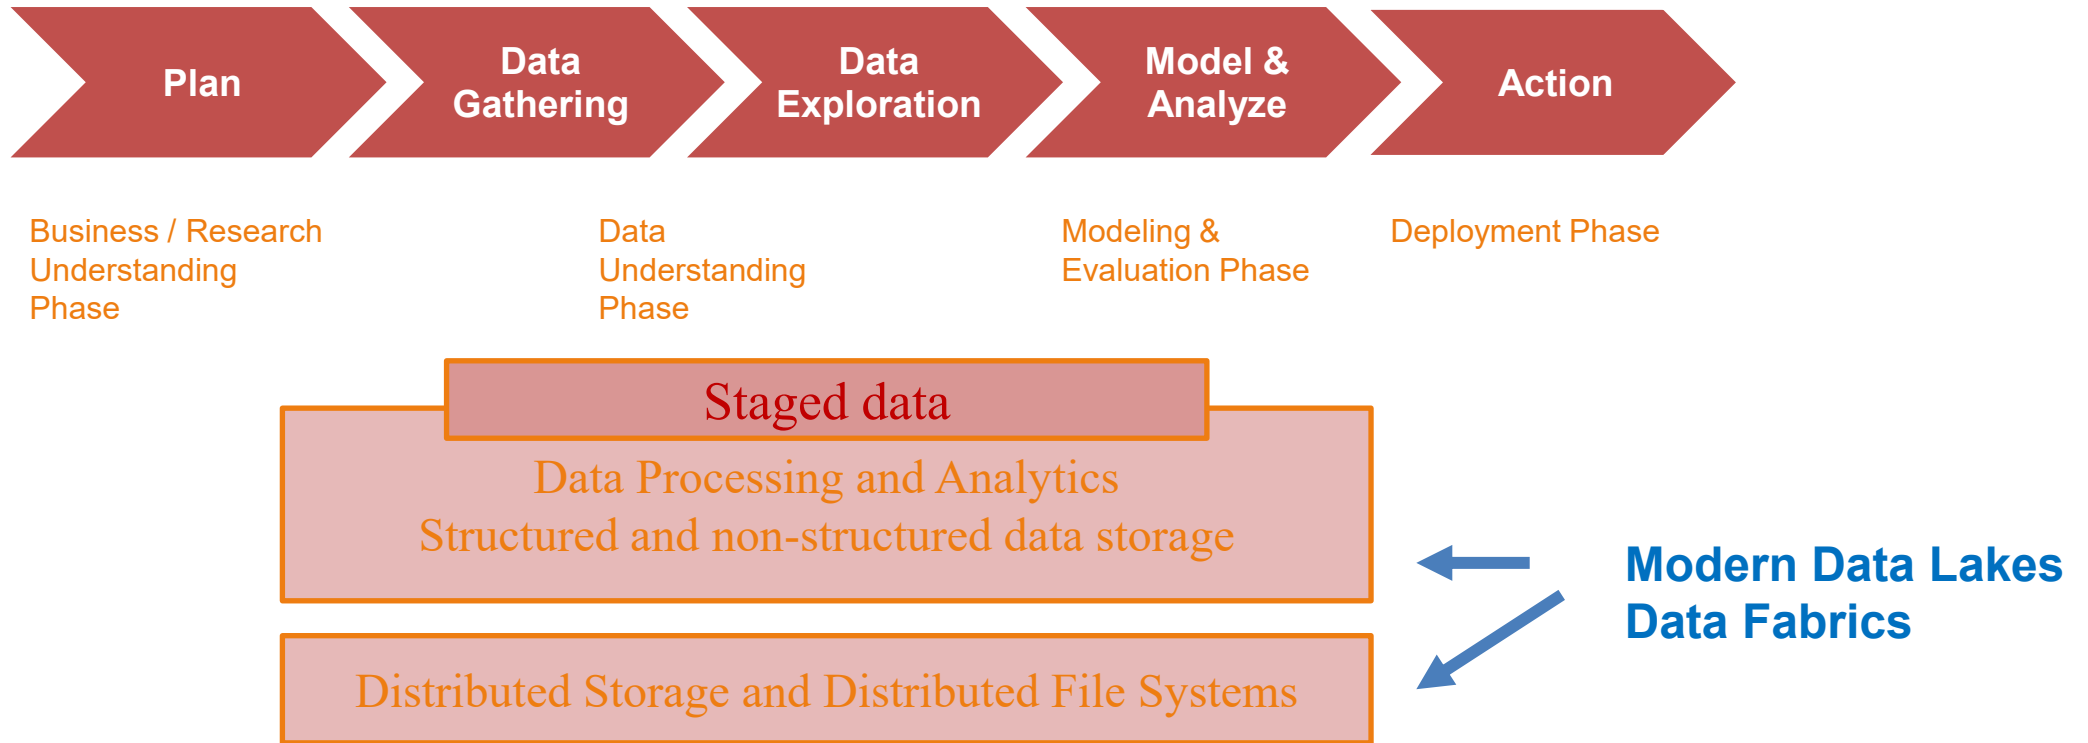 Plan
Data
Gathering
Data
Exploration
Model &
Analyze
Action
Business / Research
Understanding
Phase
Data
Understanding
Phase
Modeling &
Evaluation Phase
Deployment Phase
Staged data
Data Processing and Analytics
Structured and non-structured data storage
Modern Data Lakes
Data Fabrics
Distributed Storage and Distributed File Systems